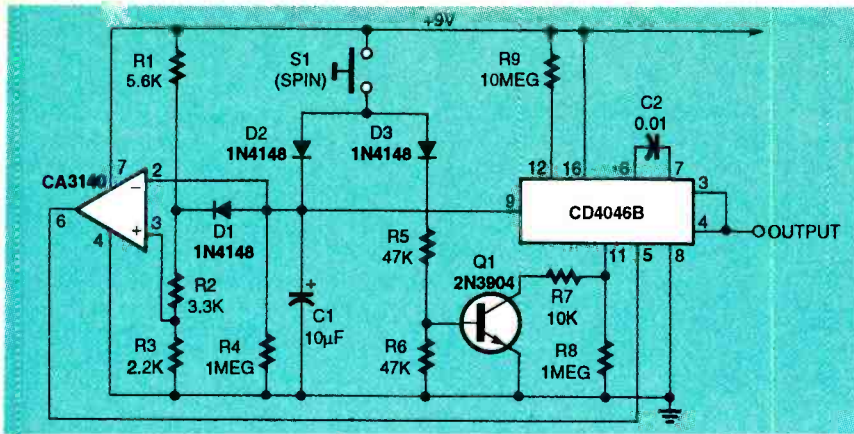 +9V
R1
5.6K
S1
(SPIN)
R9
10MEG
C2
0.01
D2
1N4148
D3
1N4148
12
16
6
7
CA3140
7
2
6
3
4
−
+
D1
1N4148
9
CD4046B
3
4
OUTPUT
11
5
8
R5
47K
Q1
2N3904
R7
10K
R2
3.3K
C1
10µF
+
R3
2.2K
R4
1MEG
R6
47K
R8
1MEG